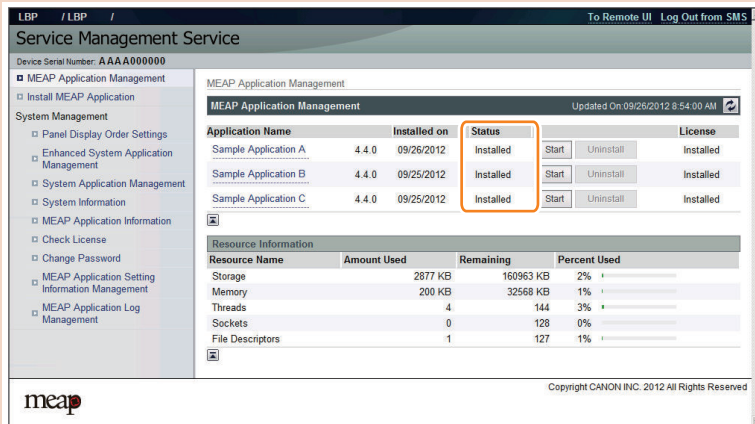 LBP / LBP /
To Remote UI Log Out from SMS
Service Management Service
Device Serial Number: AAAA000000
MEAP Application Management
Install MEAP Application
System Management
Panel Display Order Settings
Enhanced System Application
Management
System Application Management
System Information
MEAP Application Information
Check License
Change Password
MEAP Application Setting
Information Management
MEAP Application Log
Management
MEAP Application Management
MEAP Application Management Updated On:09/26/2012 8:54:00 AM
Application Name Installed on Status License
Sample Application A 4.4.0 09/26/2012 Installed Start Uninstall Installed
Sample Application B 4.4.0 09/25/2012 Installed Start Uninstall Installed
Sample Application C 4.4.0 09/25/2012 Installed Start Uninstall Installed
Resource Information
Resource Name Amount Used Remaining Percent Used
Storage 2877 KB 160963 KB 2%
Memory 200 KB 32568 KB 1%
Threads 4 144 3%
Sockets 0 128 0%
File Descriptors 1 127 1%
meap
Copyright CANON INC. 2012 All Rights Reserved